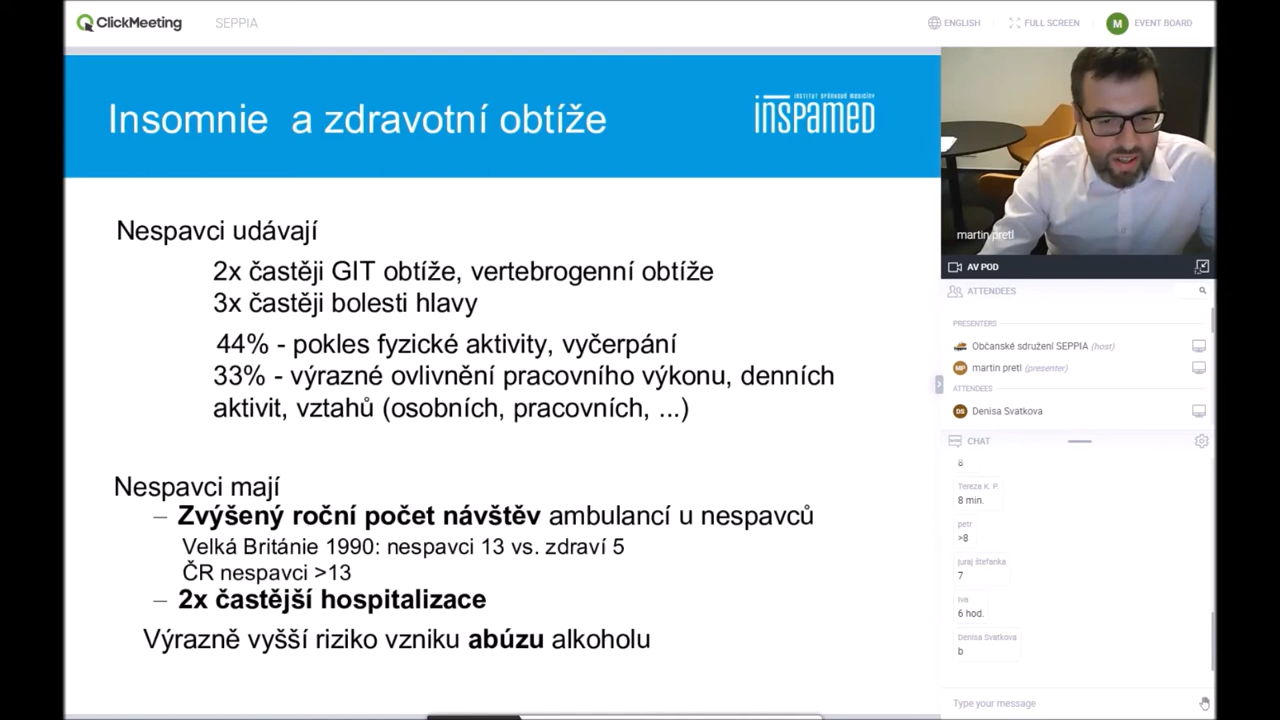 ClickMeeting
SEPPIA
ENGLISH
FULL SCREEN
M
EVENT BOARD
Insomnie a zdravotní obtíže
INSTITUT SPÁNKOVÉ MEDICÍNY
inspamed
Nespavci udávají
2x častěji GIT obtíže, vertebrogenní obtíže
3x častěji bolesti hlavy
44% - pokles fyzické aktivity, vyčerpání
33% - výrazné ovlivnění pracovního výkonu, denních
aktivit, vztahů (osobních, pracovních, ...)
Nespavci mají
– Zvýšený roční počet návštěv ambulancí u nespavců
Velká Británie 1990: nespavci 13 vs. zdraví 5
ČR nespavci >13
– 2x častější hospitalizace
Výrazně vyšší riziko vzniku abúzu alkoholu
martin pretl
AV POD
ATTENDEES
PRESENTERS
Občanské sdružení SEPPIA (host)
MP
martin pretl (presenter)
ATTENDEES
DS
Denisa Svatkova
CHAT
8
Tereza K. P.
8 min.
petr
>8
juraj štefanka
7
iva
6 hod.
Denisa Svatkova
b
Type your message